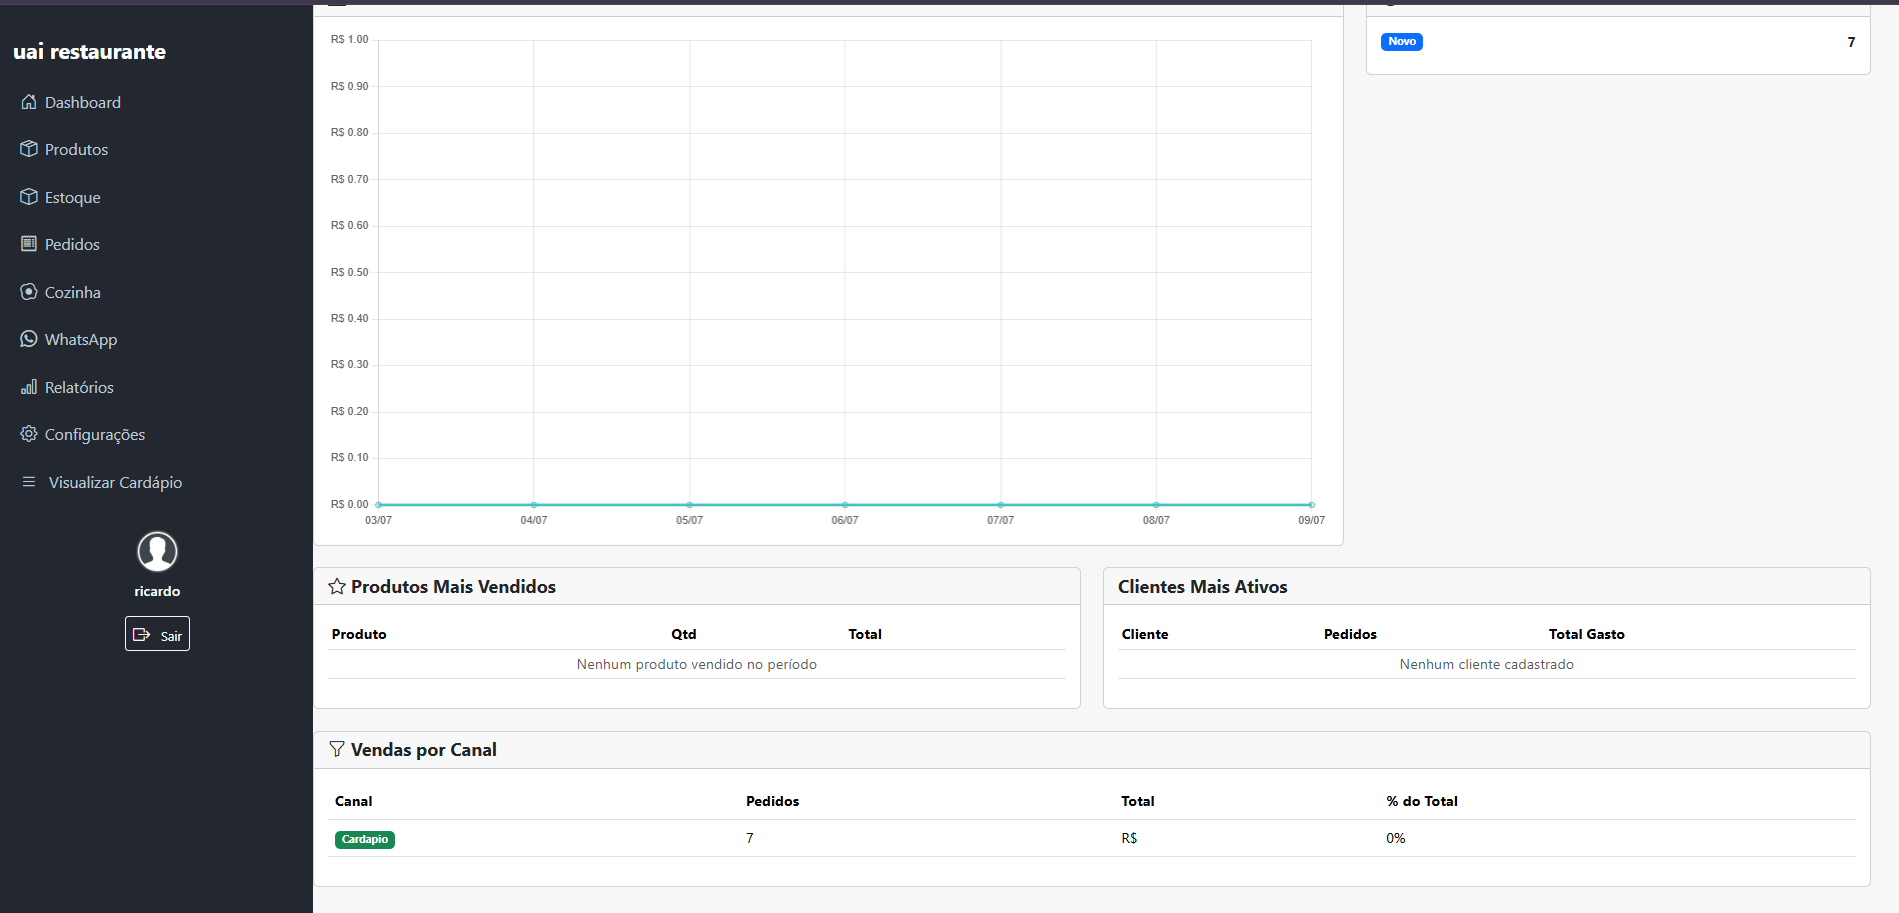 uai restaurante
Dashboard
Produtos
Estoque
Pedidos
Cozinha
WhatsApp
Relatórios
Configurações
Visualizar Cardápio
ricardo
Sair
R$ 1.00
R$ 0.90
R$ 0.80
R$ 0.70
R$ 0.60
R$ 0.50
R$ 0.40
R$ 0.30
R$ 0.20
R$ 0.10
R$ 0.00
03/07 04/07 05/07 06/07 07/07 08/07 09/07
Novo 7
Produtos Mais Vendidos
Produto Qtd Total
Nenhum produto vendido no período
Clientes Mais Ativos
Cliente Pedidos Total Gasto
Nenhum cliente cadastrado
Vendas por Canal
Canal Pedidos Total % do Total
Cardapio 7 R$ 0%